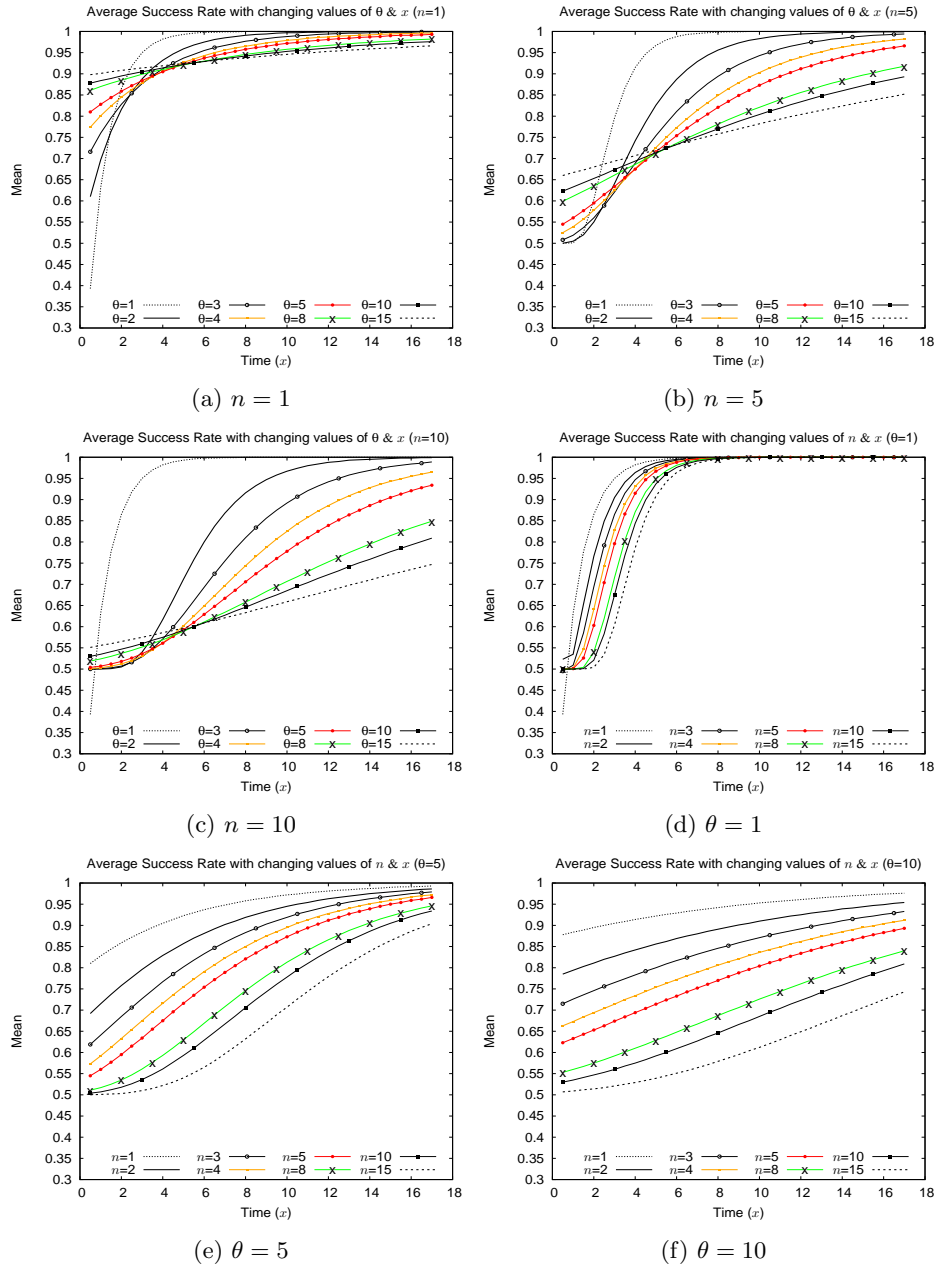 Average Success Rate with changing values of θ & x (n=1)
1
0.95
0.9
0.85
0.8
0.75
0.7
0.65
0.6
0.55
0.5
0.45
0.4
0.35
0.3
Mean
θ=1 θ=3 θ=5 θ=10
θ=2 θ=4 θ=8 θ=15
0 2 4 6 8 10 12 14 16 18
Time (x)
(a) n = 1
Average Success Rate with changing values of θ & x (n=5)
1
0.95
0.9
0.85
0.8
0.75
0.7
0.65
0.6
0.55
0.5
0.45
0.4
0.35
0.3
Mean
θ=1 θ=3 θ=5 θ=10
θ=2 θ=4 θ=8 θ=15
0 2 4 6 8 10 12 14 16 18
Time (x)
(b) n = 5
Average Success Rate with changing values of θ & x (n=10)
1
0.95
0.9
0.85
0.8
0.75
0.7
0.65
0.6
0.55
0.5
0.45
0.4
0.35
0.3
Mean
θ=1 θ=3 θ=5 θ=10
θ=2 θ=4 θ=8 θ=15
0 2 4 6 8 10 12 14 16 18
Time (x)
(c) n = 10
Average Success Rate with changing values of n & x (θ=1)
1
0.95
0.9
0.85
0.8
0.75
0.7
0.65
0.6
0.55
0.5
0.45
0.4
0.35
0.3
Mean
n=1 n=3 n=5 n=10
n=2 n=4 n=8 n=15
0 2 4 6 8 10 12 14 16 18
Time (x)
(d) θ = 1
Average Success Rate with changing values of n & x (θ=5)
1
0.95
0.9
0.85
0.8
0.75
0.7
0.65
0.6
0.55
0.5
0.45
0.4
0.35
0.3
Mean
n=1 n=3 n=5 n=10
n=2 n=4 n=8 n=15
0 2 4 6 8 10 12 14 16 18
Time (x)
(e) θ = 5
Average Success Rate with changing values of n & x (θ=10)
1
0.95
0.9
0.85
0.8
0.75
0.7
0.65
0.6
0.55
0.5
0.45
0.4
0.35
0.3
Mean
n=1 n=3 n=5 n=10
n=2 n=4 n=8 n=15
0 2 4 6 8 10 12 14 16 18
Time (x)
(f) θ = 10